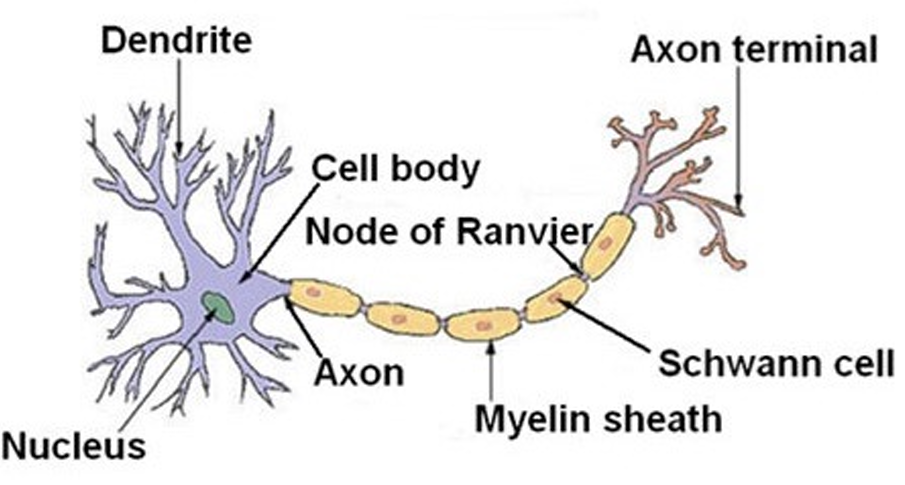 Dendrite
Axon terminal
Cell body
Node of Ranvier
Axon
Schwann cell
Myelin sheath
Nucleus